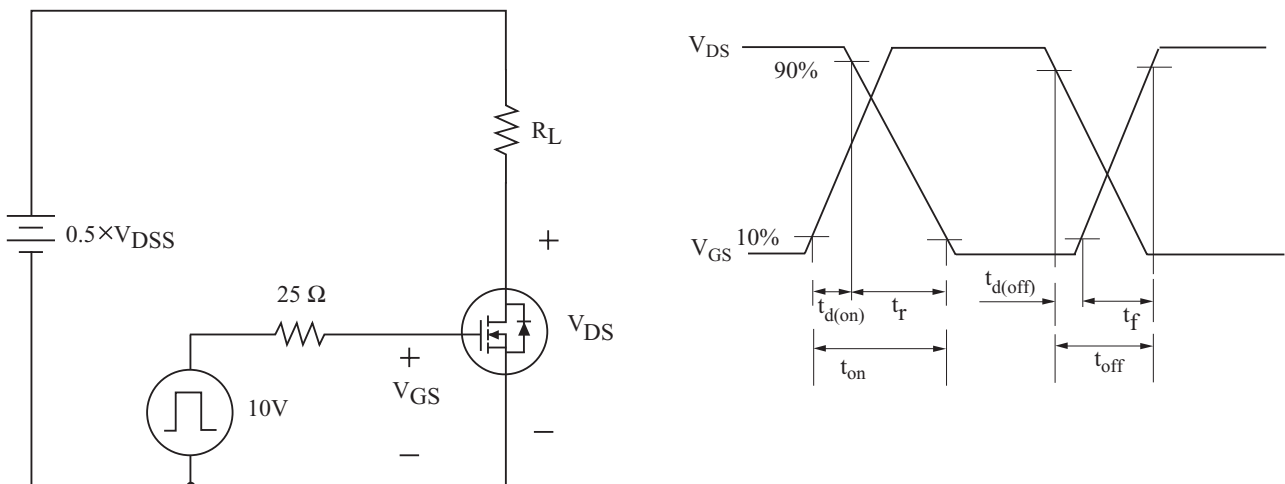 R_L
0.5×V_DSS
+
25 Ω
V_DS
+
V_GS
10V
−
−
V_DS
90%
V_GS 10%
t_d(on) t_r t_d(off) t_f
t_on t_off